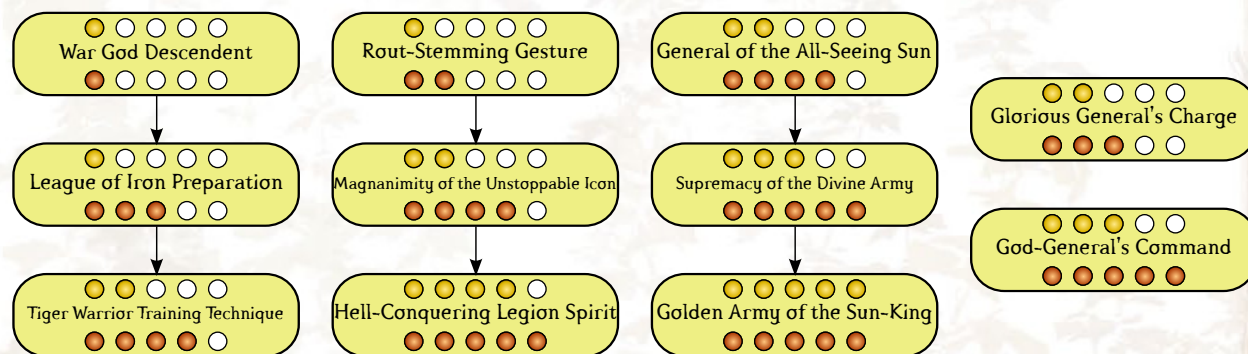 War God Descendent
Rout-Stemming Gesture
General of the All-Seeing Sun
Glorious General's Charge
League of Iron Preparation
Magnanimity of the Unstoppable Icon
Supremacy of the Divine Army
God-General's Command
Tiger Warrior Training Technique
Hell-Conquering Legion Spirit
Golden Army of the Sun-King